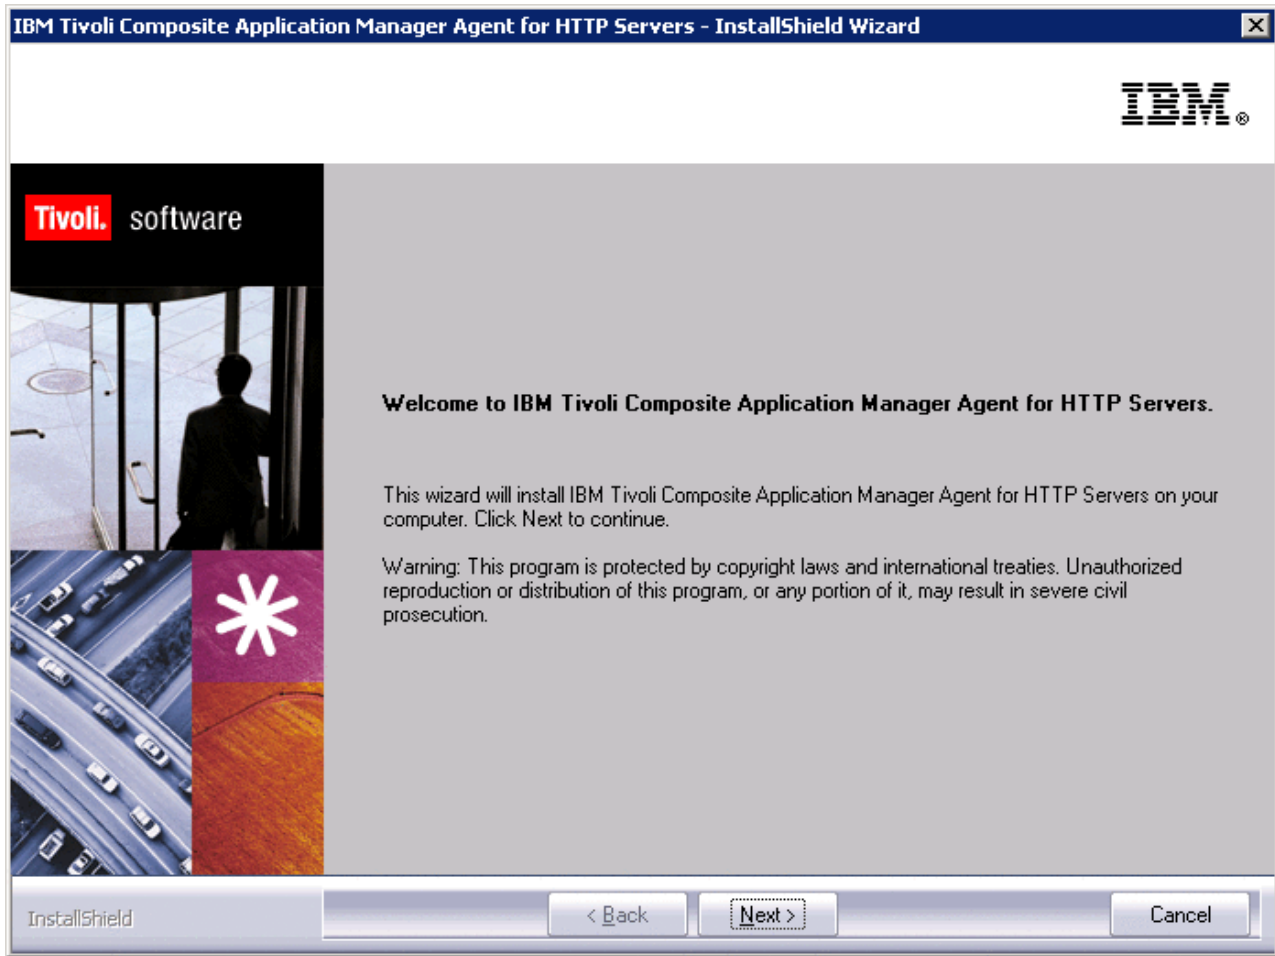 IBM Tivoli Composite Application Manager Agent for HTTP Servers - InstallShield Wizard
IBM®
Tivoli. software
Welcome to IBM Tivoli Composite Application Manager Agent for HTTP Servers.
This wizard will install IBM Tivoli Composite Application Manager Agent for HTTP Servers on your
computer. Click Next to continue.
Warning: This program is protected by copyright laws and international treaties. Unauthorized
reproduction or distribution of this program, or any portion of it, may result in severe civil
prosecution.
InstallShield
< Back
Next >
Cancel